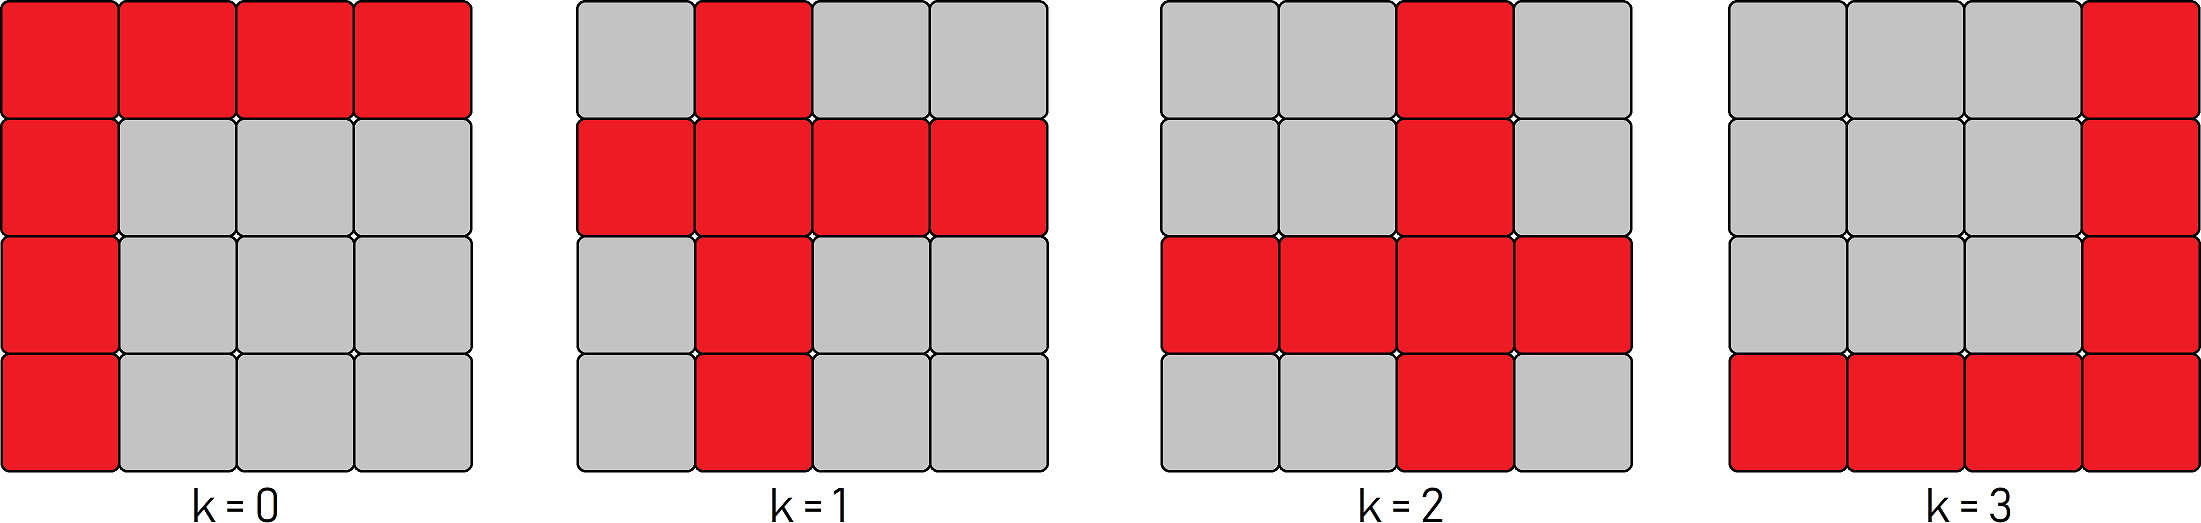 k = 0
k = 1
k = 2
k = 3